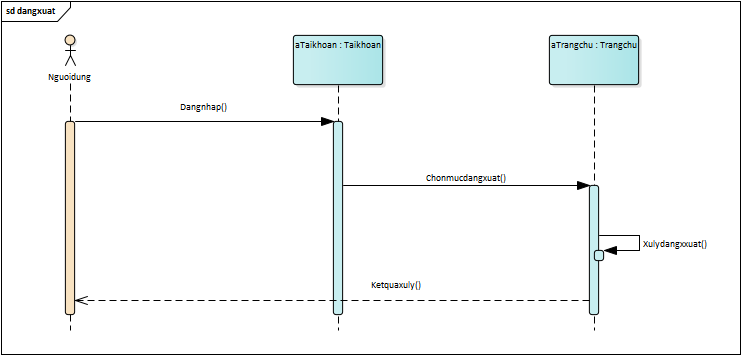 sd dangxuat
aTaikhoan : Taikhoan
aTrangchu : Trangchu
Nguoidung
Dangnhap()
Chonmucdangxuat()
Xulydangxxuat()
Ketquaxuly()